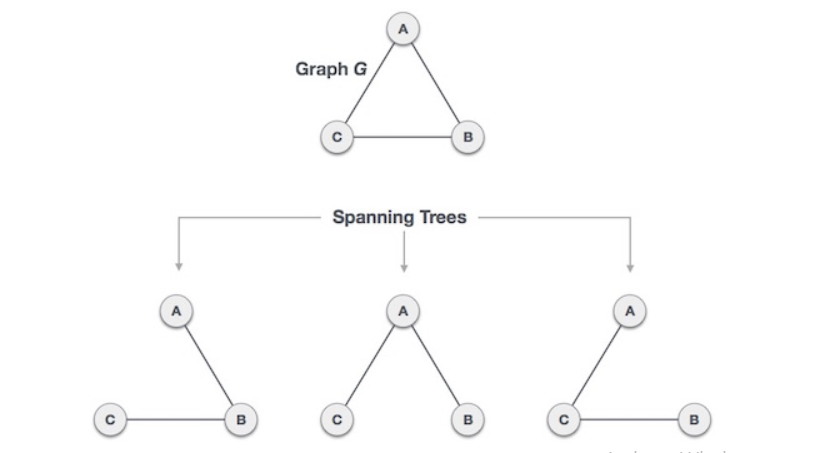 A
Graph G
C B
Spanning Trees
A A A
C B C B C B